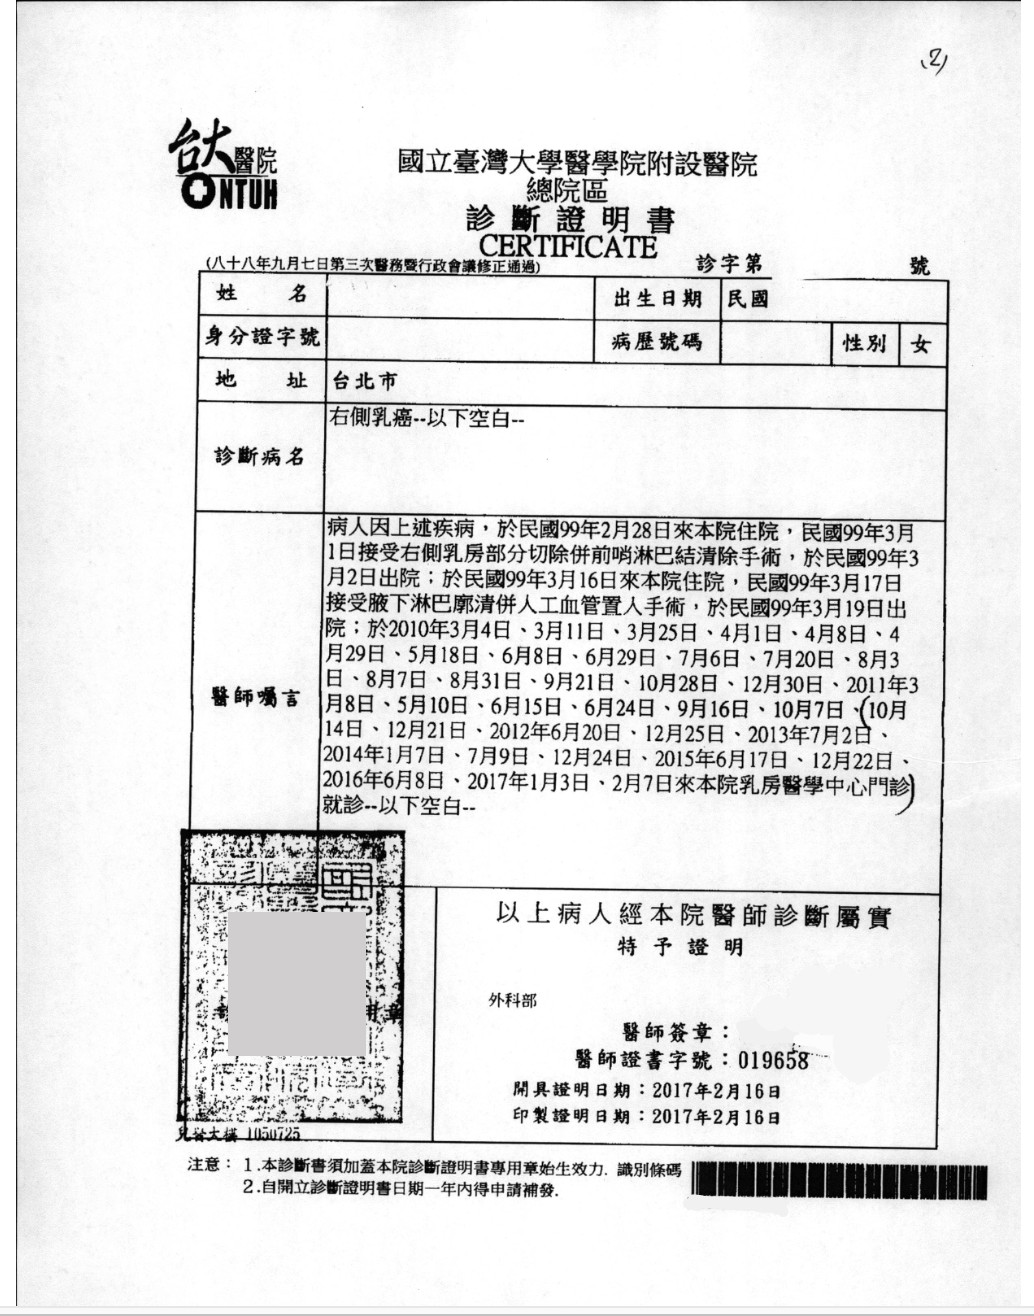 (2)
台大醫院
NTUH
國立臺灣大學醫學院附設醫院
總院區
診斷證明書
CERTIFICATE
(八十八年九月七日第三次醫務暨行政會議修正通過) 診字第 號
姓 名 出生日期 民國
身分證字號 病歷號碼 性別 女
地 址 台北市
診斷病名 右側乳癌--以下空白--
醫師囑言
病人因上述疾病，於民國99年2月28日來本院住院，民國99年3月
1日接受右側乳房部分切除併前哨淋巴結清除手術，於民國99年3
月2日出院；於民國99年3月16日來本院住院，民國99年3月17日
接受腋下淋巴廓清併人工血管置入手術，於民國99年3月19日出
院；於2010年3月4日、3月11日、3月25日、4月1日、4月8日、4
月29日、5月18日、6月8日、6月29日、7月6日、7月20日、8月3
日、8月7日、8月31日、9月21日、10月28日、12月30日、2011年3
月8日、5月10日、6月15日、6月24日、9月16日、10月7日、(10月
14日、12月21日、2012年6月20日、12月25日、2013年7月2日、
2014年1月7日、7月9日、12月24日、2015年6月17日、12月22日、
2016年6月8日、2017年1月3日、2月7日來本院乳房醫學中心門診)
就診--以下空白--
以上病人經本院醫師診斷屬實
特予證明
外科部
醫師簽章：
醫師證書字號：019658
開具證明日期：2017年2月16日
印製證明日期：2017年2月16日
1050725
注意： 1.本診斷書須加蓋本院診斷證明書專用章始生效力. 識別條碼
2.自開立診斷證明書日期一年內得申請補發.